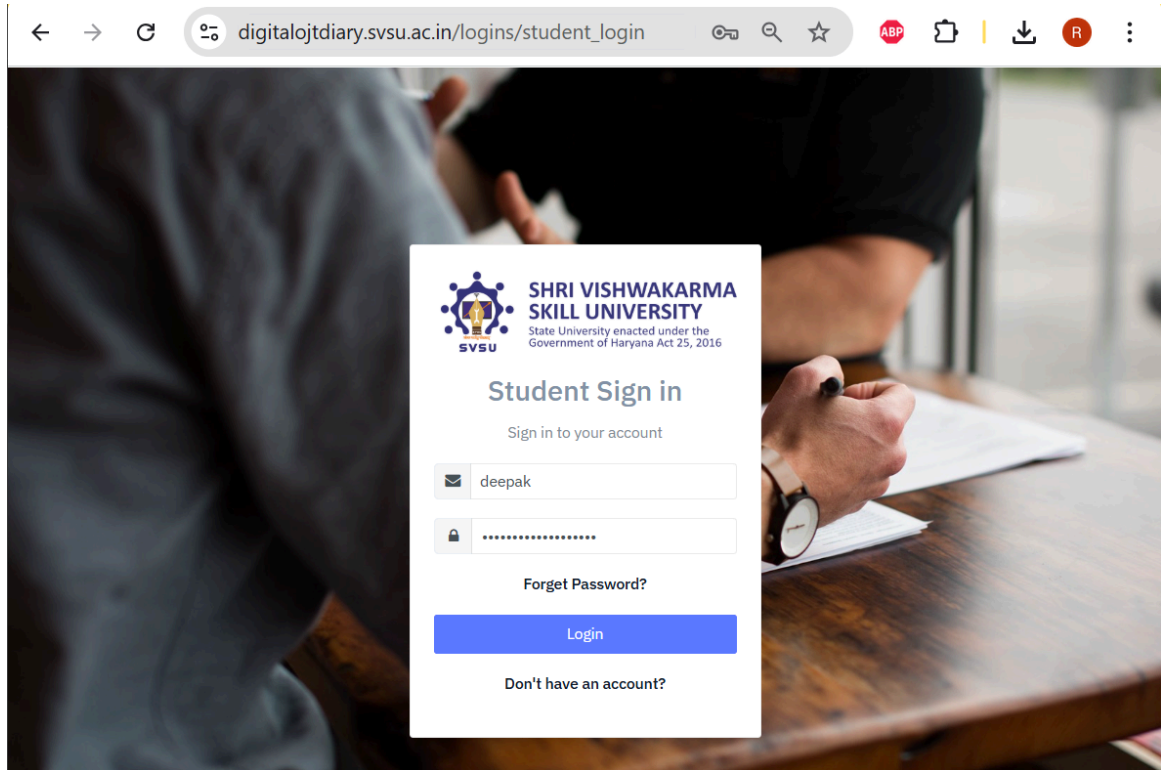 digitalojtdiary.svsu.ac.in/logins/student_login
ABP
R
SHRI VISHWAKARMA
SKILL UNIVERSITY
State University enacted under the
Government of Haryana Act 25, 2016
SVSU
Student Sign in
Sign in to your account
deepak
Forget Password?
Login
Don't have an account?